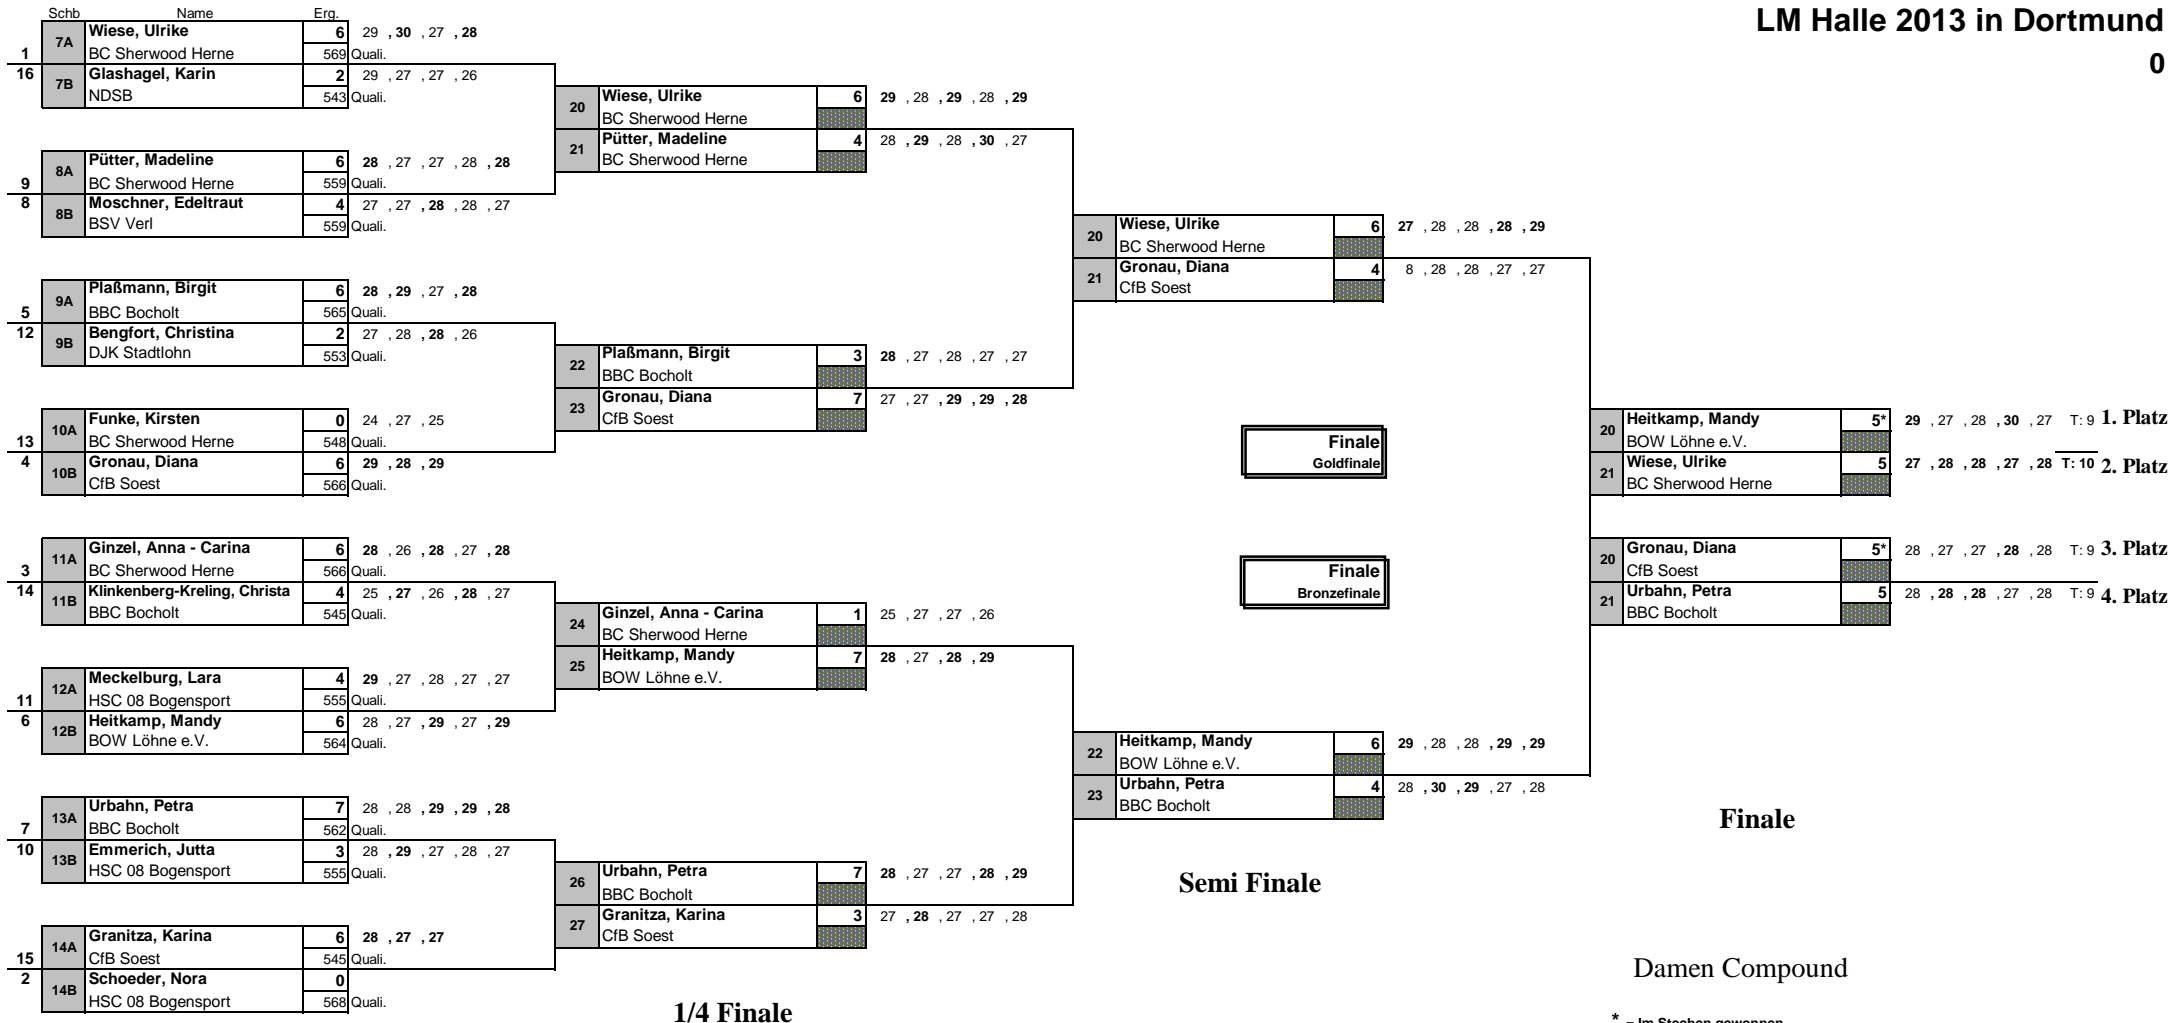 LM Halle 2013 in Dortmund
0
Schb Name Erg.
1 7A Wiese, Ulrike 6 29 , 30 , 27 , 28
BC Sherwood Herne 569 Quali.
16 7B Glashagel, Karin 2 29 , 27 , 27 , 26
NDSB 543 Quali.
9 8A Pütter, Madeline 6 28 , 27 , 27 , 28 , 28
BC Sherwood Herne 559 Quali.
8 8B Moschner, Edeltraut 4 27 , 27 , 28 , 28 , 27
BSV Verl 559 Quali.
5 9A Plaßmann, Birgit 6 28 , 29 , 27 , 28
BBC Bocholt 565 Quali.
12 9B Bengfort, Christina 2 27 , 28 , 28 , 26
DJK Stadtlohn 553 Quali.
13 10A Funke, Kirsten 0 24 , 27 , 25
BC Sherwood Herne 548 Quali.
4 10B Gronau, Diana 6 29 , 28 , 29
CfB Soest 566 Quali.
3 11A Ginzel, Anna - Carina 6 28 , 26 , 28 , 27 , 28
BC Sherwood Herne 566 Quali.
14 11B Klinkenberg-Kreling, Christa 4 25 , 27 , 26 , 28 , 27
BBC Bocholt 545 Quali.
11 12A Meckelburg, Lara 4 29 , 27 , 28 , 27 , 27
HSC 08 Bogensport 555 Quali.
6 12B Heitkamp, Mandy 6 28 , 27 , 29 , 27 , 29
BOW Löhne e.V. 564 Quali.
7 13A Urbahn, Petra 7 28 , 28 , 29 , 29 , 28
BBC Bocholt 562 Quali.
10 13B Emmerich, Jutta 3 28 , 29 , 27 , 28 , 27
HSC 08 Bogensport 555 Quali.
15 14A Granitza, Karina 6 28 , 27 , 27
CfB Soest 545 Quali.
2 14B Schoeder, Nora 0
HSC 08 Bogensport 568 Quali.
20 Wiese, Ulrike 6 29 , 28 , 29 , 28 , 29
BC Sherwood Herne
21 Pütter, Madeline 4 28 , 29 , 28 , 30 , 27
BC Sherwood Herne
22 Plaßmann, Birgit 3 28 , 27 , 28 , 27 , 27
BBC Bocholt
23 Gronau, Diana 7 27 , 27 , 29 , 29 , 28
CfB Soest
24 Ginzel, Anna - Carina 1 25 , 27 , 27 , 26
BC Sherwood Herne
25 Heitkamp, Mandy 7 28 , 27 , 28 , 29
BOW Löhne e.V.
26 Urbahn, Petra 7 28 , 27 , 27 , 28 , 29
BBC Bocholt
27 Granitza, Karina 3 27 , 28 , 27 , 27 , 28
CfB Soest
1/4 Finale
20 Wiese, Ulrike 6 27 , 28 , 28 , 28 , 29
BC Sherwood Herne
21 Gronau, Diana 4 8 , 28 , 28 , 27 , 27
CfB Soest
Finale
Goldfinale
Finale
Bronzefinale
22 Heitkamp, Mandy 6 29 , 28 , 28 , 29 , 29
BOW Löhne e.V.
23 Urbahn, Petra 4 28 , 30 , 29 , 27 , 28
BBC Bocholt
Semi Finale
20 Heitkamp, Mandy 5* 29 , 27 , 28 , 30 , 27 T: 9 1. Platz
BOW Löhne e.V.
21 Wiese, Ulrike 5 27 , 28 , 28 , 27 , 28 T: 10 2. Platz
BC Sherwood Herne
20 Gronau, Diana 5* 28 , 27 , 27 , 28 , 28 T: 9 3. Platz
CfB Soest
21 Urbahn, Petra 5 28 , 28 , 28 , 27 , 28 T: 9 4. Platz
BBC Bocholt
Finale
Damen Compound
* = Im Stechen gewonnen